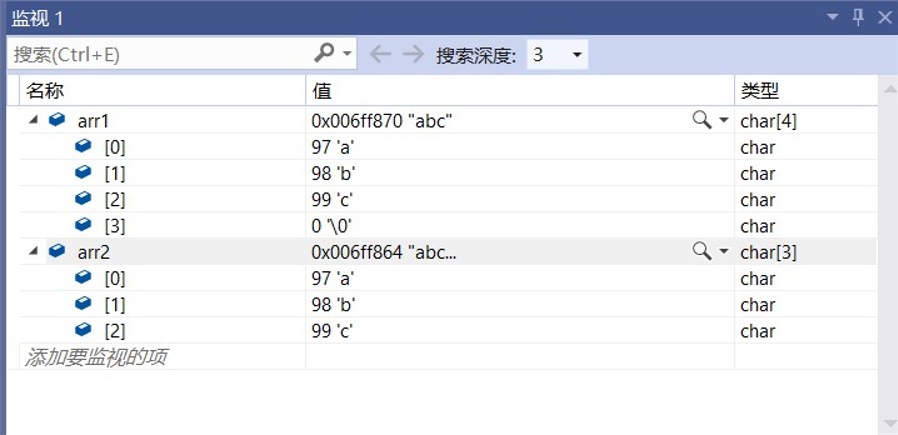 监视 1
搜索(Ctrl+E) 搜索深度: 3
名称 值 类型
arr1 0x006ff870 "abc" char[4]
[0] 97 'a' char
[1] 98 'b' char
[2] 99 'c' char
[3] 0 '\0' char
arr2 0x006ff864 "abc... char[3]
[0] 97 'a' char
[1] 98 'b' char
[2] 99 'c' char
添加要监视的项